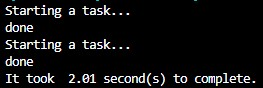 Starting a task...
done
Starting a task...
done
It took  2.01 second(s) to complete.